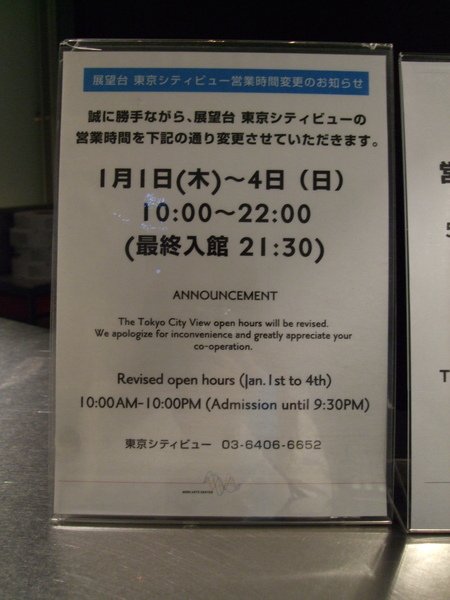 展望台 東京シティビュー営業時間変更のお知らせ
誠に勝手ながら、展望台 東京シティビューの
営業時間を下記の通り変更させていただきます。
1月1日(木)～4日（日）
10:00～22:00
(最終入館 21:30)
ANNOUNCEMENT
The Tokyo City View open hours will be revised.
We apologize for inconvenience and greatly appreciate your
co-operation.
Revised open hours (Jan.1st to 4th)
10:00AM-10:00PM (Admission until 9:30PM)
東京シティビュー 03-6406-6652
MORI ARTS CENTER
営
5
T